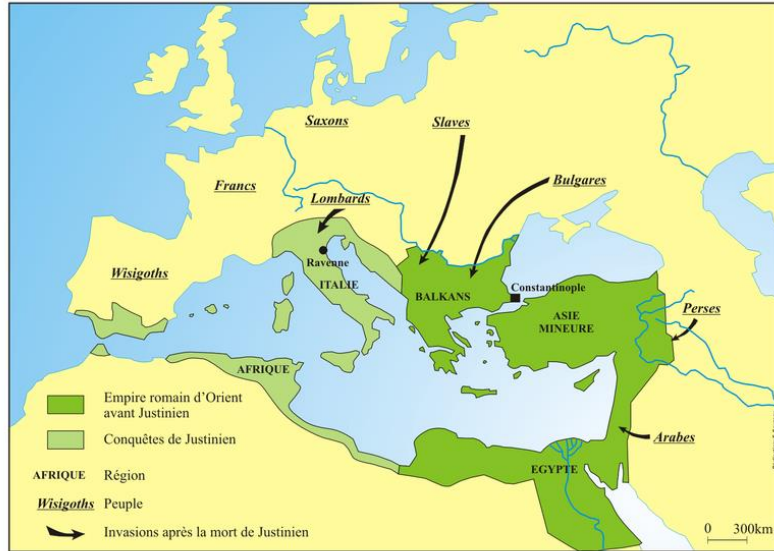 Saxons
Slaves
Francs
Bulgares
Lombards
Wisigoths
Ravenne
ITALIE
BALKANS
Constantinople
ASIE
MINEURE
Perses
AFRIQUE
Arabes
EGYPTE
Empire romain d'Orient
avant Justinien
Conquêtes de Justinien
AFRIQUE Région
Wisigoths Peuple
Invasions après la mort de Justinien
0 300km